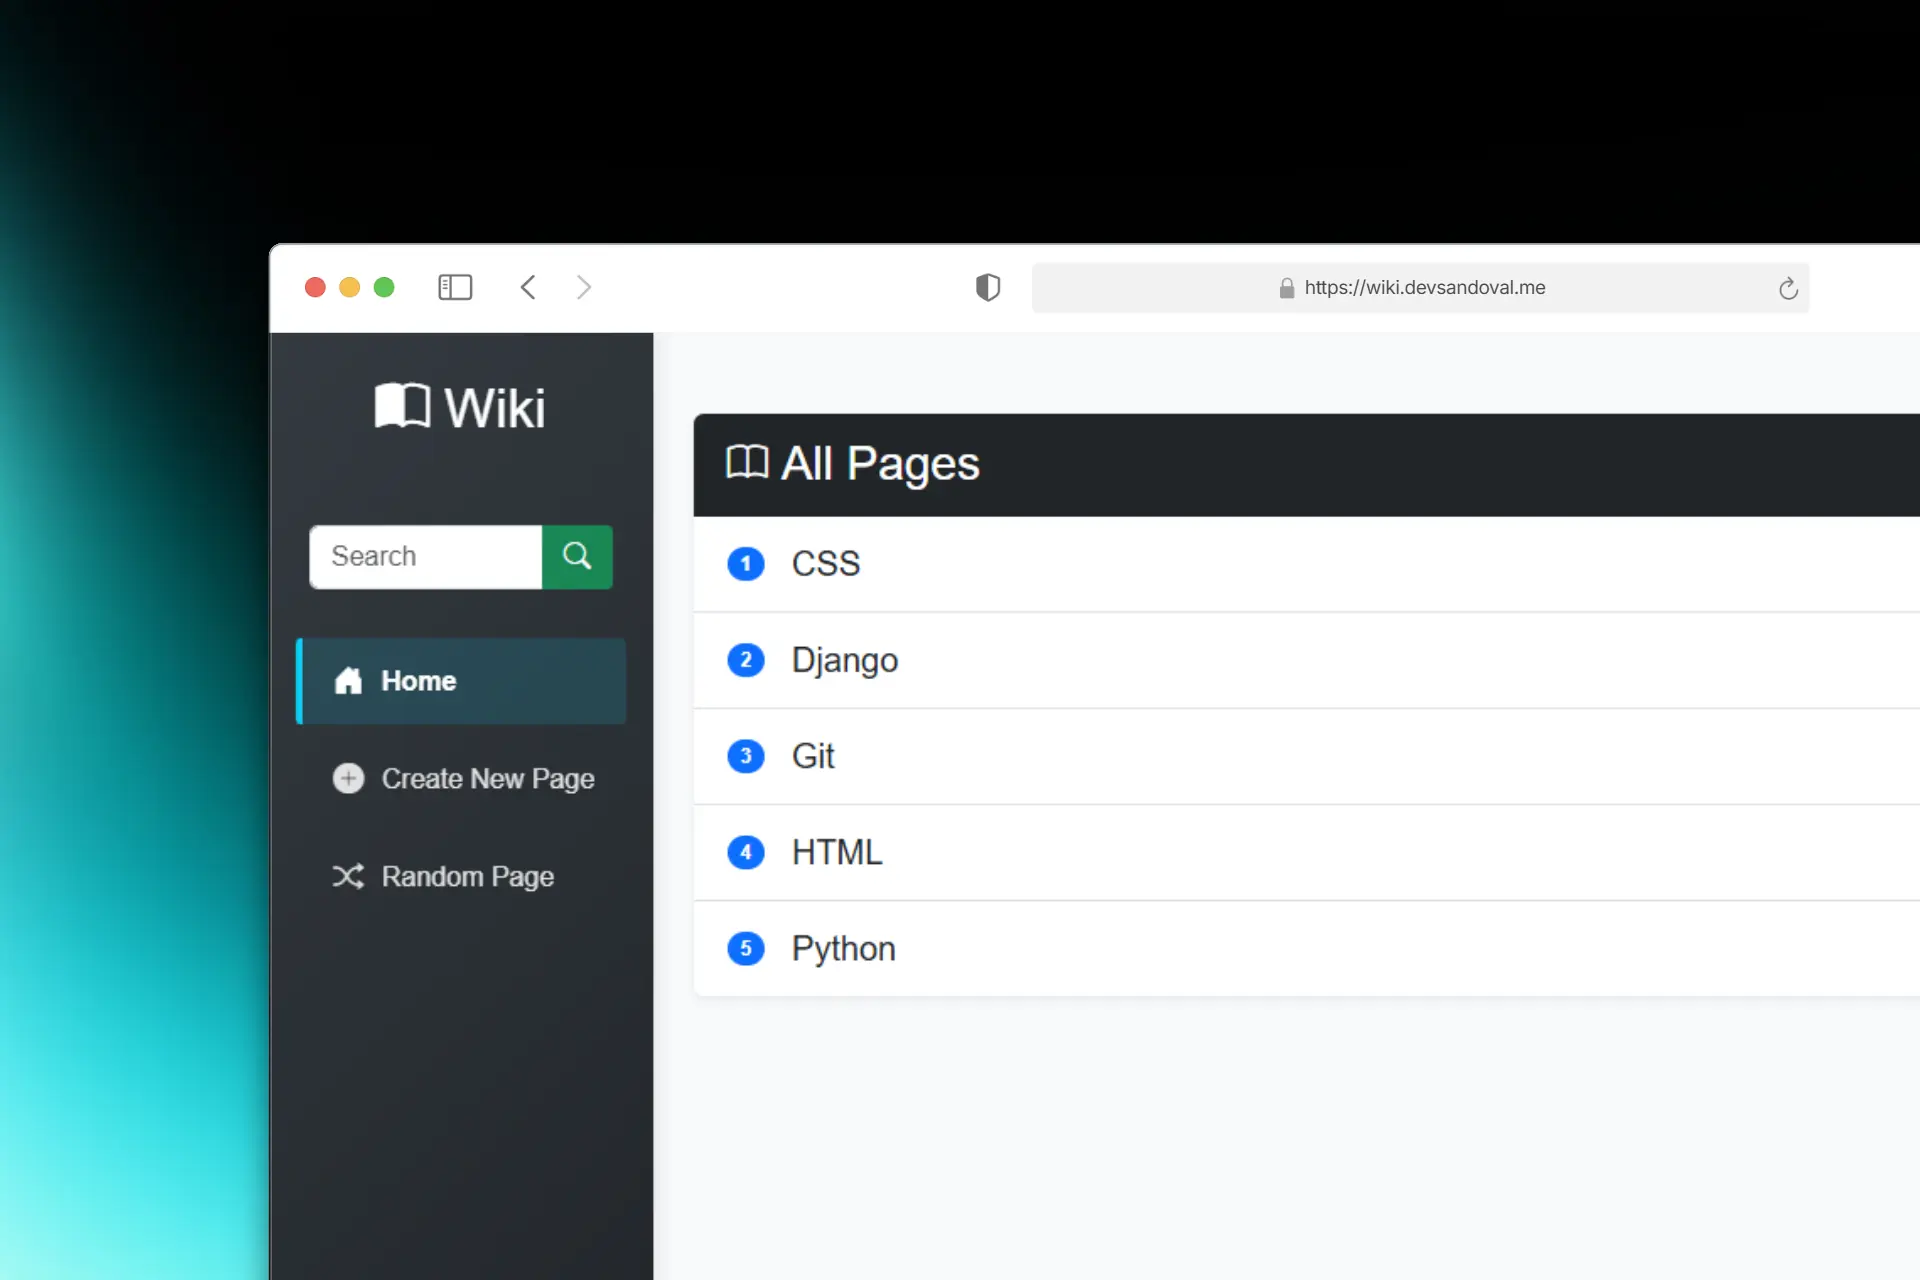 https://wiki.devsandoval.me
Wiki
Search
Home
Create New Page
Random Page
All Pages
1 CSS
2 Django
3 Git
4 HTML
5 Python